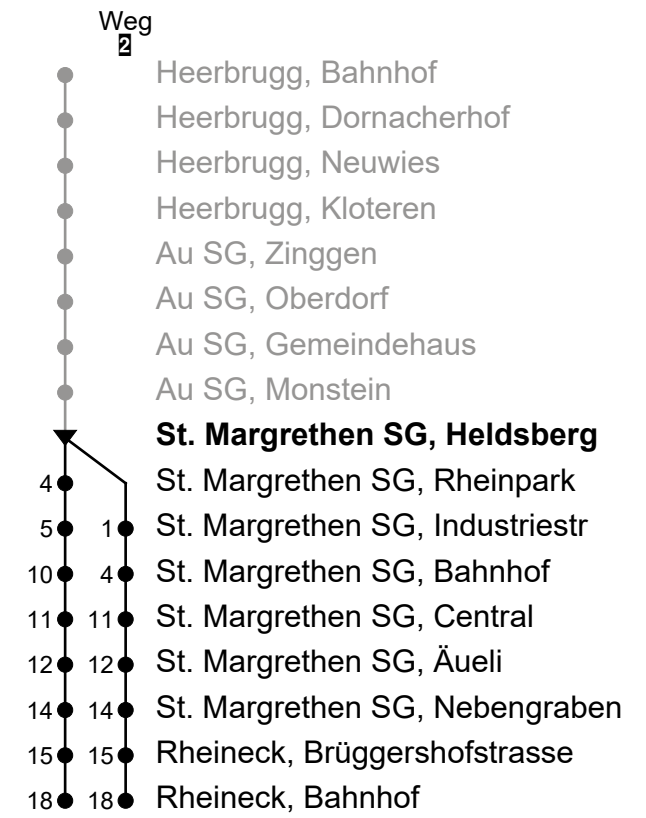 Weg
2
Heerbrugg, Bahnhof
Heerbrugg, Dornacherhof
Heerbrugg, Neuwies
Heerbrugg, Kloteren
Au SG, Zinggen
Au SG, Oberdorf
Au SG, Gemeindehaus
Au SG, Monstein
St. Margrethen SG, Heldsberg
4 St. Margrethen SG, Rheinpark
5 1 St. Margrethen SG, Industriestr
10 4 St. Margrethen SG, Bahnhof
11 11 St. Margrethen SG, Central
12 12 St. Margrethen SG, Äueli
14 14 St. Margrethen SG, Nebengraben
15 15 Rheineck, Brüggershofstrasse
18 18 Rheineck, Bahnhof